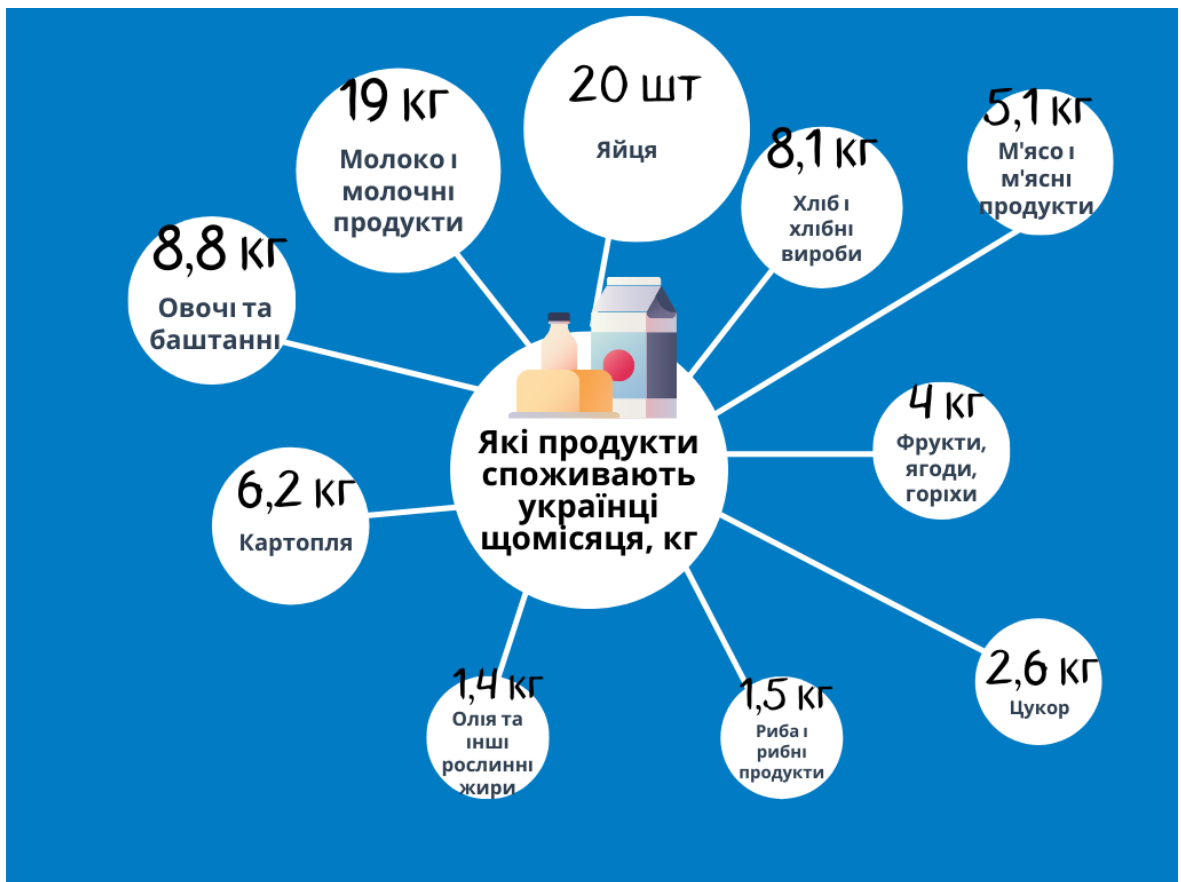 20 шт
Яйця
19 кг
Молоко і
молочні
продукти
8,1 кг
Хліб і
хлібні
вироби
5,1 кг
М'ясо і
м'ясні
продукти
8,8 кг
Овочі та
баштанні
Які продукти
споживають
українці
щомісяця, кг
4 кг
Фрукти,
ягоди,
горіхи
6,2 кг
Картопля
2,6 кг
Цукор
1,4 кг
Олія та
інші
рослинні
жири
1,5 кг
Риба і
рибні
продукти